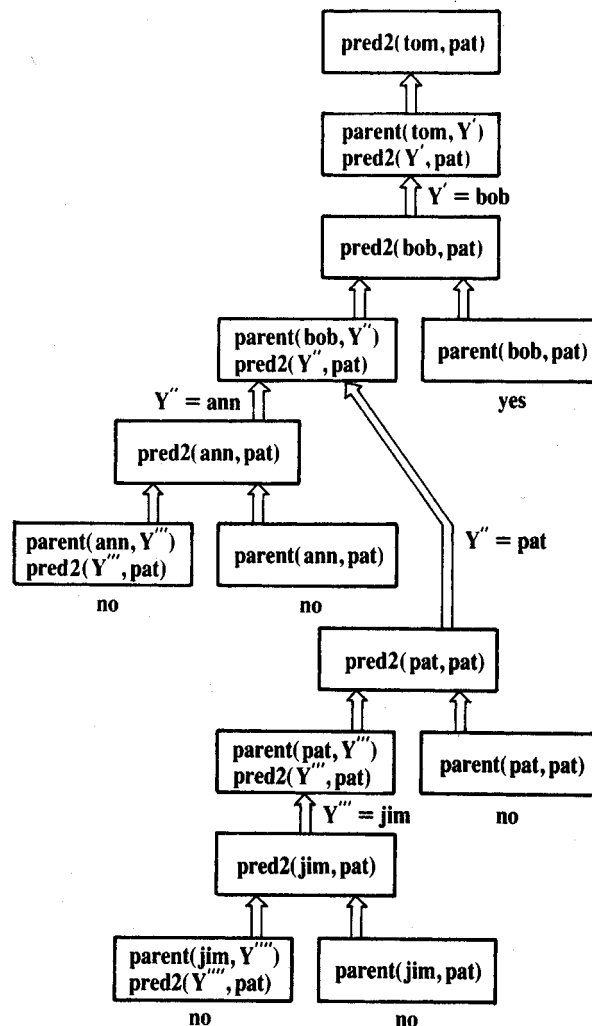 pred2(tom, pat)
parent(tom, Y')
pred2(Y', pat)
Y' = bob
pred2(bob, pat)
parent(bob, Y'')
pred2(Y'', pat)
parent(bob, pat)
yes
Y'' = ann
pred2(ann, pat)
parent(ann, Y''')
pred2(Y''', pat)
no
parent(ann, pat)
no
Y'' = pat
pred2(pat, pat)
parent(pat, Y''')
pred2(Y''', pat)
parent(pat, pat)
no
Y''' = jim
pred2(jim, pat)
parent(jim, Y'''')
pred2(Y'''', pat)
no
parent(jim, pat)
no